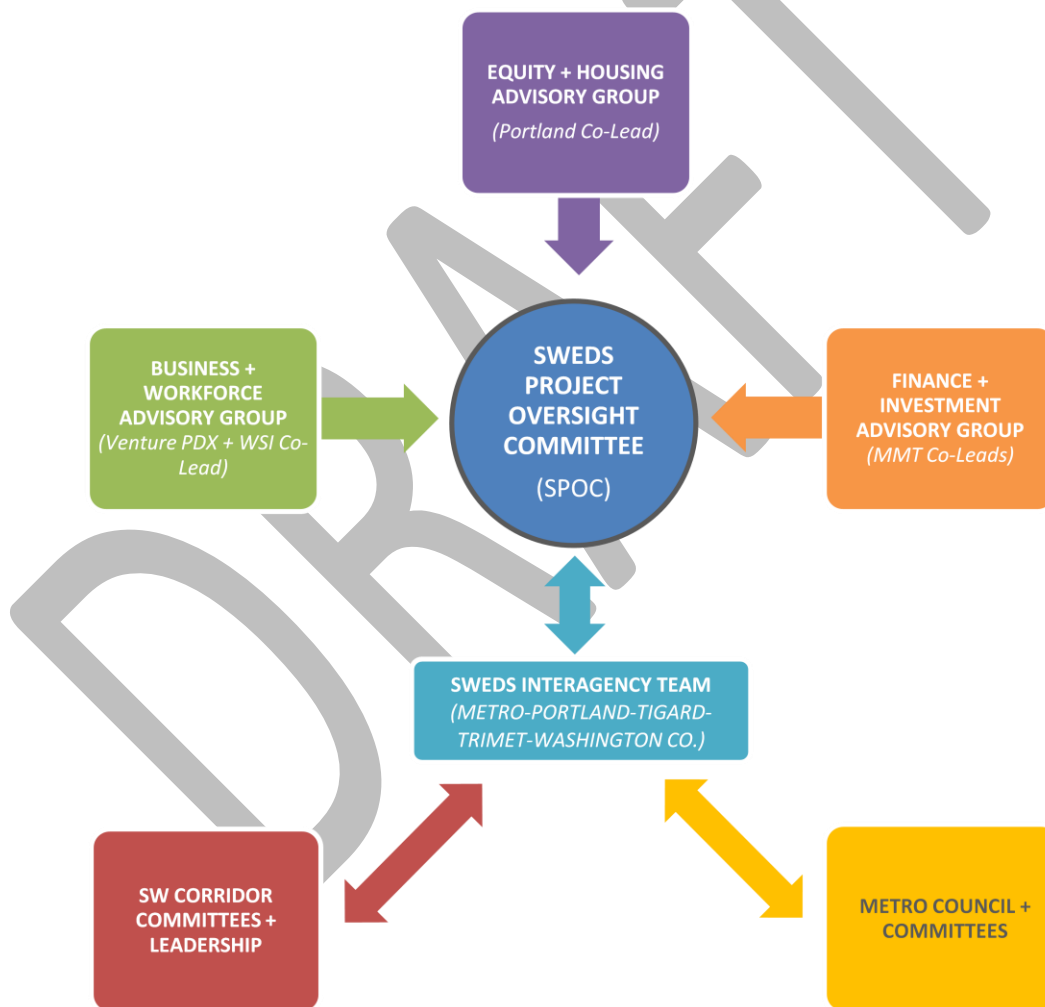 EQUITY + HOUSING
ADVISORY GROUP
(Portland Co-Lead)
BUSINESS +
WORKFORCE
ADVISORY GROUP
(Venture PDX + WSI Co-
Lead)
SWEDS
PROJECT
OVERSIGHT
COMMITTEE
(SPOC)
FINANCE +
INVESTMENT
ADVISORY GROUP
(MMT Co-Leads)
SWEDS INTERAGENCY TEAM
(METRO-PORTLAND-TIGARD-
TRIMET-WASHINGTON CO.)
SW CORRIDOR
COMMITTEES +
LEADERSHIP
METRO COUNCIL +
COMMITTEES
DRAFT